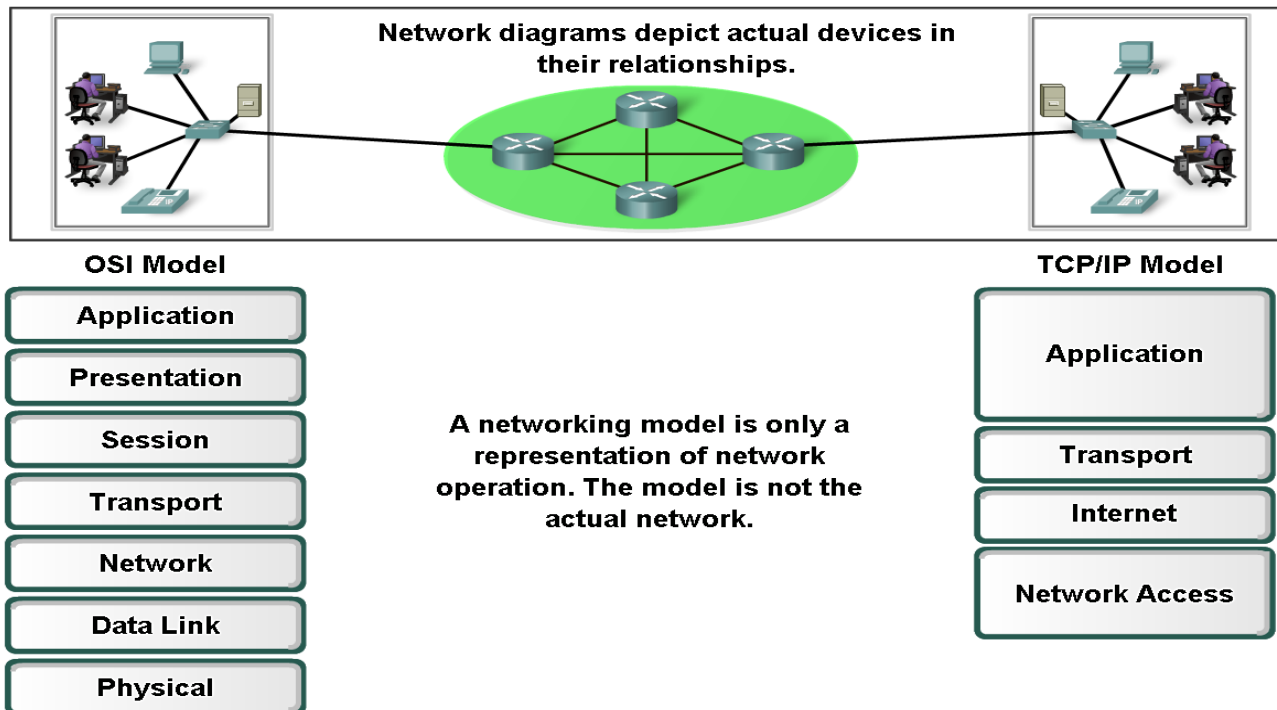 Network diagrams depict actual devices in
their relationships.
OSI Model
Application
Presentation
Session
Transport
Network
Data Link
Physical
A networking model is only a
representation of network
operation. The model is not the
actual network.
TCP/IP Model
Application
Transport
Internet
Network Access